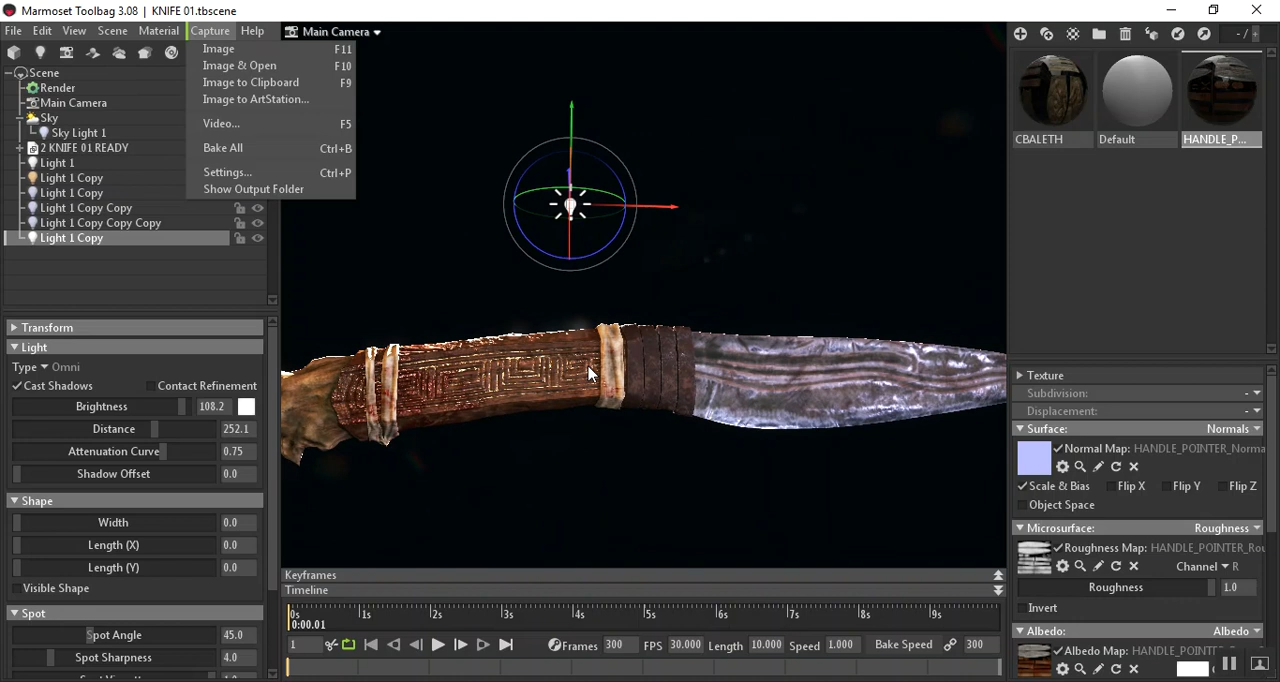 Marmoset Toolbag 3.08 | KNIFE 01.tbscene
File Edit View Scene Material Capture Help
Main Camera
- / +
Image F11
Image & Open F10
Image to Clipboard F9
Image to ArtStation...
Video... F5
Bake All Ctrl+B
Settings... Ctrl+P
Show Output Folder
Scene
Render
Main Camera
Sky
Sky Light 1
2 KNIFE 01 READY
Light 1
Light 1 Copy
Light 1 Copy
Light 1 Copy Copy
Light 1 Copy Copy Copy
Light 1 Copy
CBALETH
Default
HANDLE_P...
Transform
Light
Type Omni
Cast Shadows Contact Refinement
Brightness 108.2
Distance 252.1
Attenuation Curve 0.75
Shadow Offset 0.0
Shape
Width 0.0
Length (X) 0.0
Length (Y) 0.0
Visible Shape
Spot
Spot Angle 45.0
Spot Sharpness 4.0
Keyframes
Timeline
0s 1s 2s 3s 4s 5s 6s 7s 8s 9s
0:00.01
1 Frames 300 FPS 30.000 Length 10.000 Speed 1.000 Bake Speed 300
Texture
Subdivision: -
Displacement: -
Surface: Normals
Normal Map: HANDLE_POINTER_Norma
Scale & Bias Flip X Flip Y Flip Z
Object Space
Microsurface: Roughness
Roughness Map: HANDLE_POINTER_Rou
Channel R
Roughness 1.0
Invert
Albedo: Albedo
Albedo Map: HANDLE_POINTER